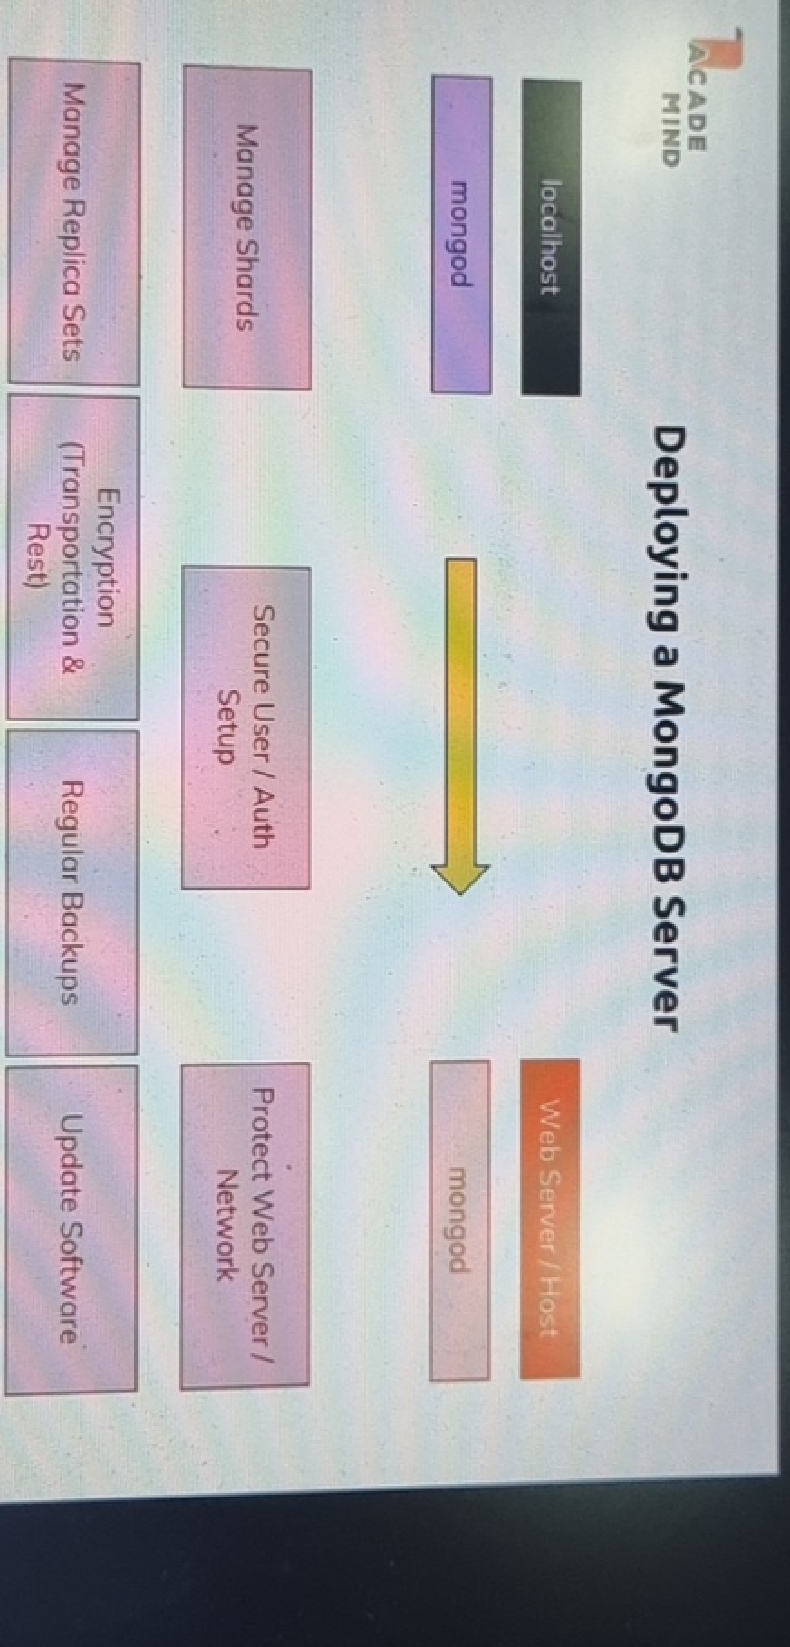 ACADE
MIND
Deploying a MongoDB Server
localhost
Web Server / Host
mongod
mongod
Manage Shards
Secure User / Auth
Setup
Protect Web Server /
Network
Manage Replica Sets
Encryption
(Transportation &
Rest)
Regular Backups
Update Software